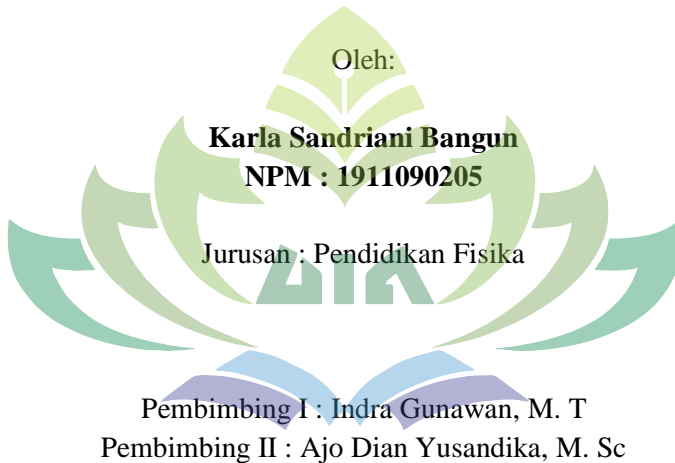 Oleh:
Karla Sandriani Bangun
NPM : 1911090205
Jurusan : Pendidikan Fisika
Pembimbing I : Indra Gunawan, M. T
Pembimbing II : Ajo Dian Yusandika, M. Sc